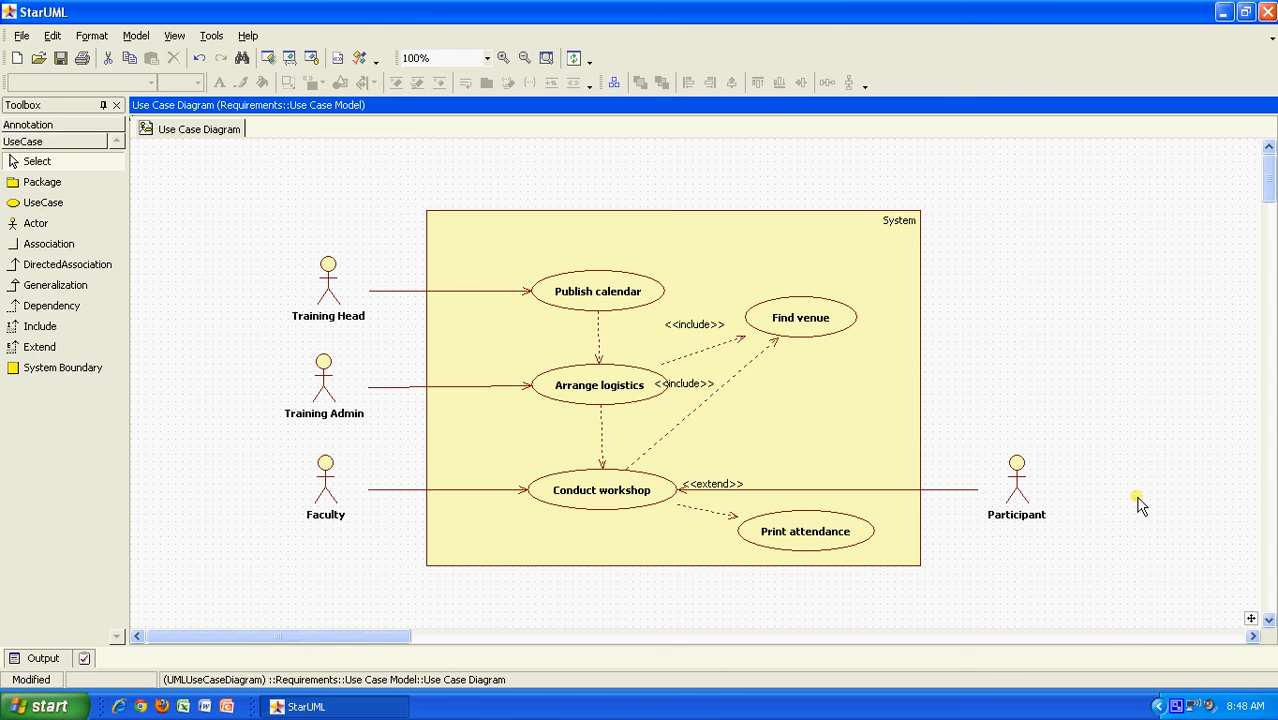 StarUML
File Edit Format Model View Tools Help
100%
Toolbox
Use Case Diagram (Requirements::Use Case Model)
Annotation
Use Case Diagram
UseCase
Select
Package
UseCase
Actor
Association
DirectedAssociation
Generalization
Dependency
Include
Extend
System Boundary
System
Training Head
Publish calendar
<<include>>
Find venue
Training Admin
Arrange logistics
<<include>>
Faculty
Conduct workshop
<<extend>>
Participant
Print attendance
Output
Modified
(UMLUseCaseDiagram) ::Requirements::Use Case Model::Use Case Diagram
start
StarUML
8:48 AM